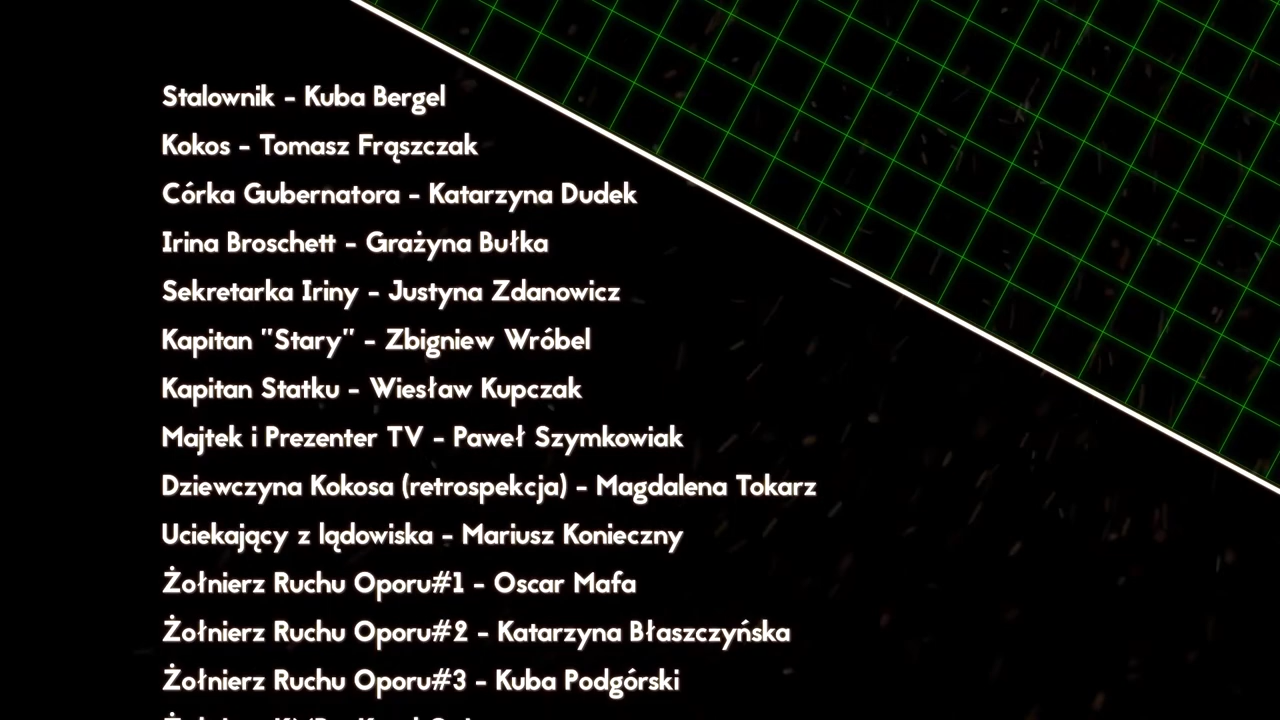 Stalownik - Kuba Bergel
Kokos - Tomasz Frąszczak
Córka Gubernatora - Katarzyna Dudek
Irina Broschett - Grażyna Bułka
Sekretarka Iriny - Justyna Zdanowicz
Kapitan "Stary" - Zbigniew Wróbel
Kapitan Statku - Wiesław Kupczak
Majtek i Prezenter TV - Paweł Szymkowiak
Dziewczyna Kokosa (retrospekcja) - Magdalena Tokarz
Uciekający z lądowiska - Mariusz Konieczny
Żołnierz Ruchu Oporu#1 - Oscar Mafa
Żołnierz Ruchu Oporu#2 - Katarzyna Błaszczyńska
Żołnierz Ruchu Oporu#3 - Kuba Podgórski